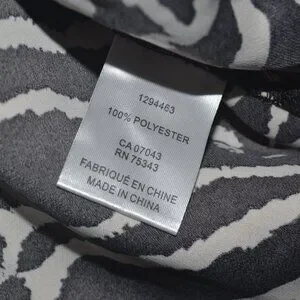 1294463
100% POLYESTER
CA 07043
RN 75343
FABRIQUÉ EN CHINE
MADE IN CHINA